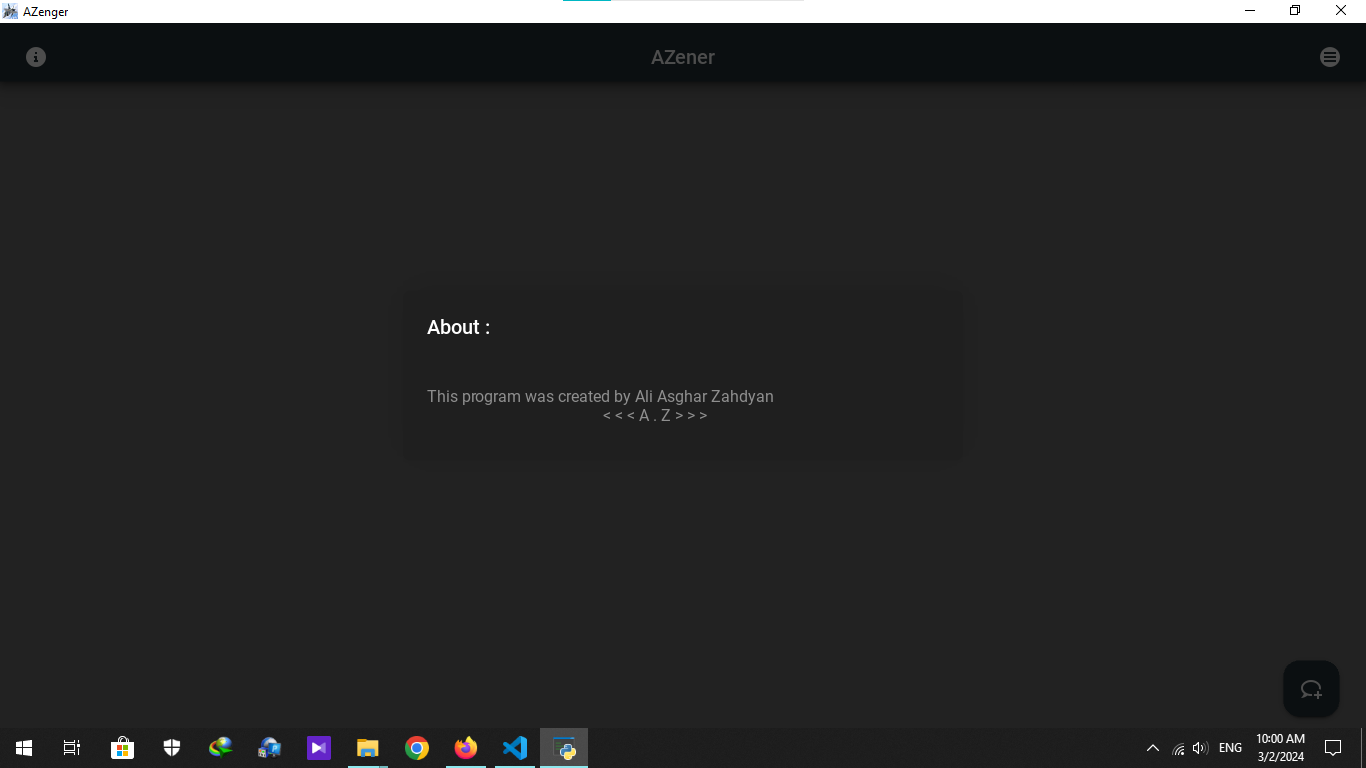 AZenger
AZener
About :
This program was created by Ali Asghar Zahdyan
< < < A . Z > > >
ENG
10:00 AM
3/2/2024